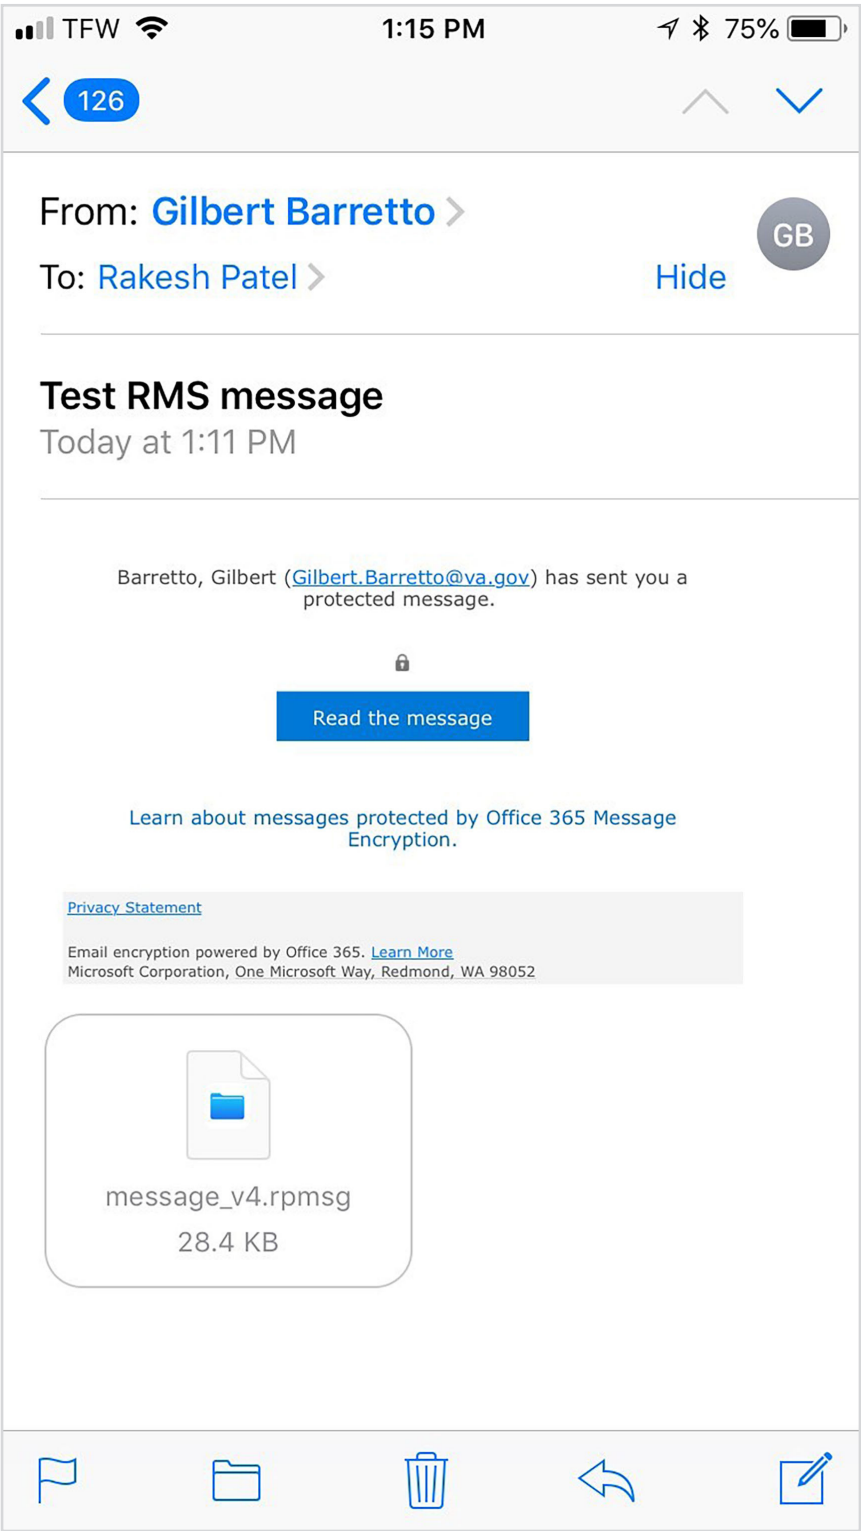 TFW 1:15 PM 75%
126
From: Gilbert Barretto
GB
To: Rakesh Patel Hide
Test RMS message
Today at 1:11 PM
Barretto, Gilbert (Gilbert.Barretto@va.gov) has sent you a
protected message.
Read the message
Learn about messages protected by Office 365 Message
Encryption.
Privacy Statement
Email encryption powered by Office 365. Learn More
Microsoft Corporation, One Microsoft Way, Redmond, WA 98052
message_v4.rpmsg
28.4 KB